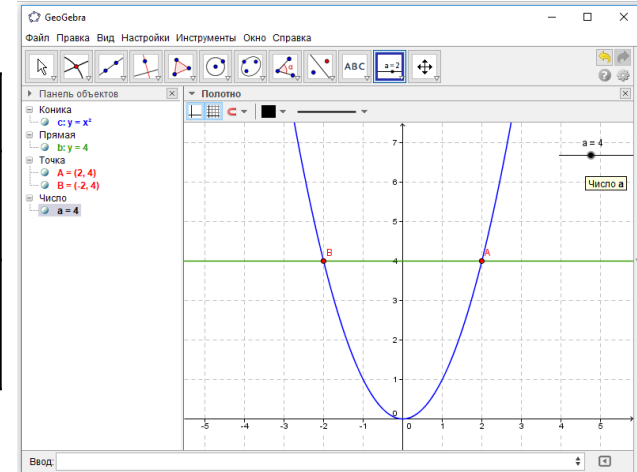 GeoGebra
Файл Правка Вид Настройки Инструменты Окно Справка
ABC
a=2
Панель объектов
Полотно
Коника
c: y = x²
Прямая
b: y = 4
Точка
A = (2, 4)
B = (-2, 4)
Число
a = 4
a = 4
Число a
B
A
7
6
5
4
3
2
1
0
-5 -4 -3 -2 -1 0 1 2 3 4 5
Ввод: